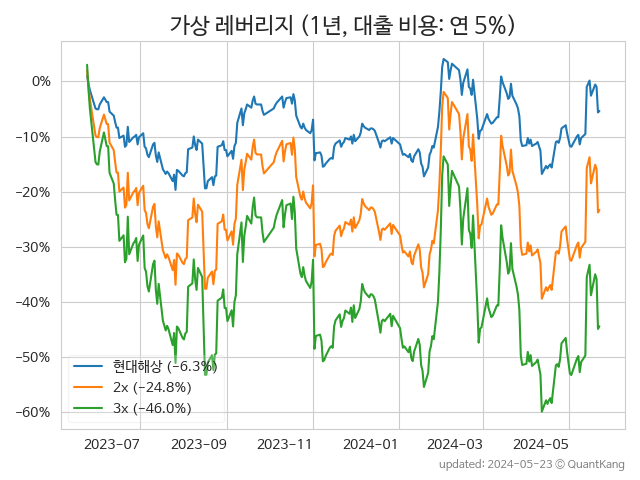 가상 레버리지 (1년, 대출 비용: 연 5%)
0%
−10%
−20%
−30%
−40%
−50%
−60%
현대해상 (−6.3%)
2x (−24.8%)
3x (−46.0%)
2023-07
2023-09
2023-11
2024-01
2024-03
2024-05
updated: 2024-05-23 © QuantKang